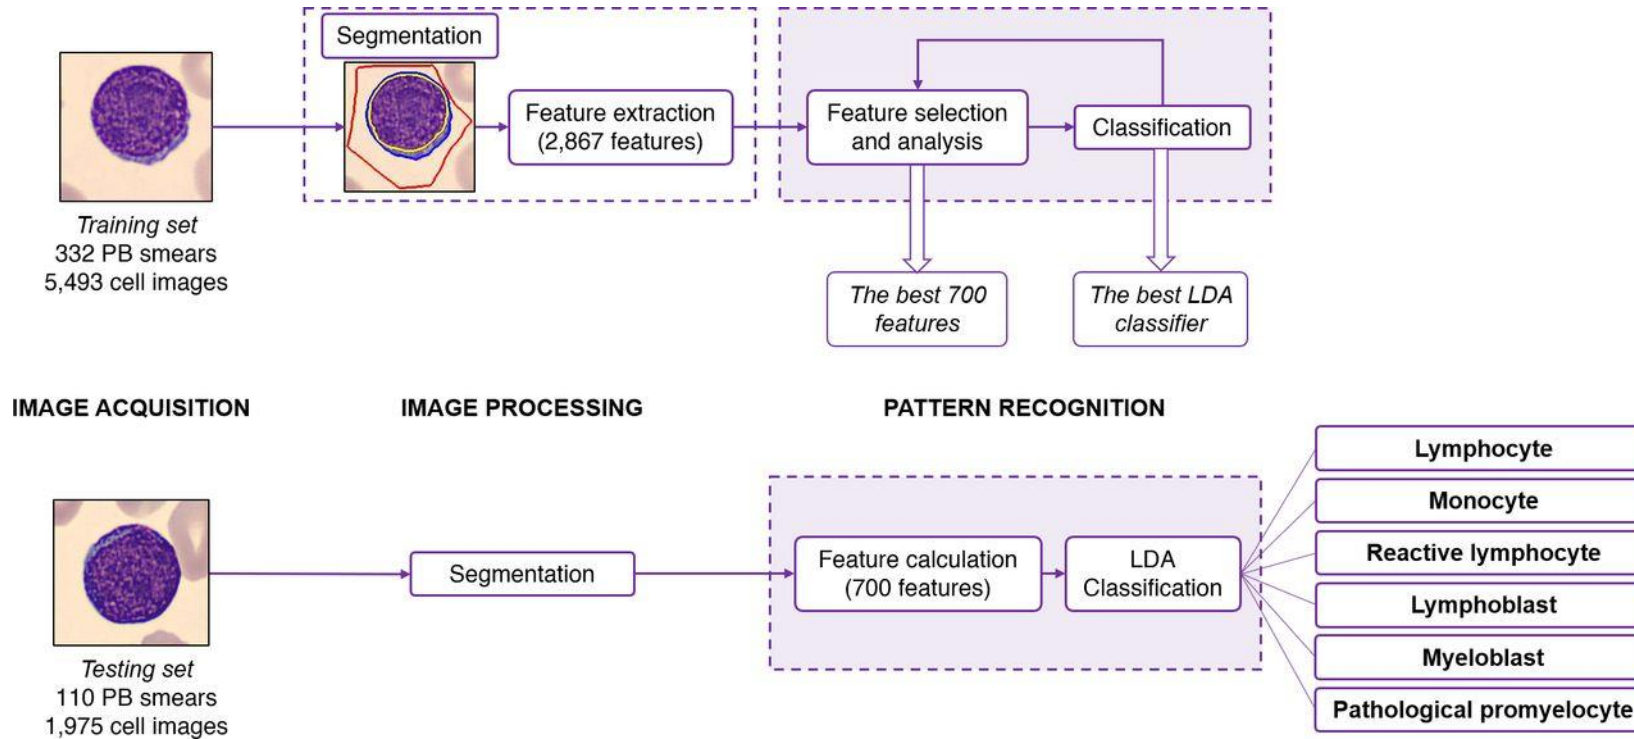 Segmentation
Feature extraction
(2,867 features)
Feature selection
and analysis
Classification
Training set
332 PB smears
5,493 cell images
The best 700
features
The best LDA
classifier
IMAGE ACQUISITION
IMAGE PROCESSING
PATTERN RECOGNITION
Testing set
110 PB smears
1,975 cell images
Segmentation
Feature calculation
(700 features)
LDA
Classification
Lymphocyte
Monocyte
Reactive lymphocyte
Lymphoblast
Myeloblast
Pathological promyelocyte